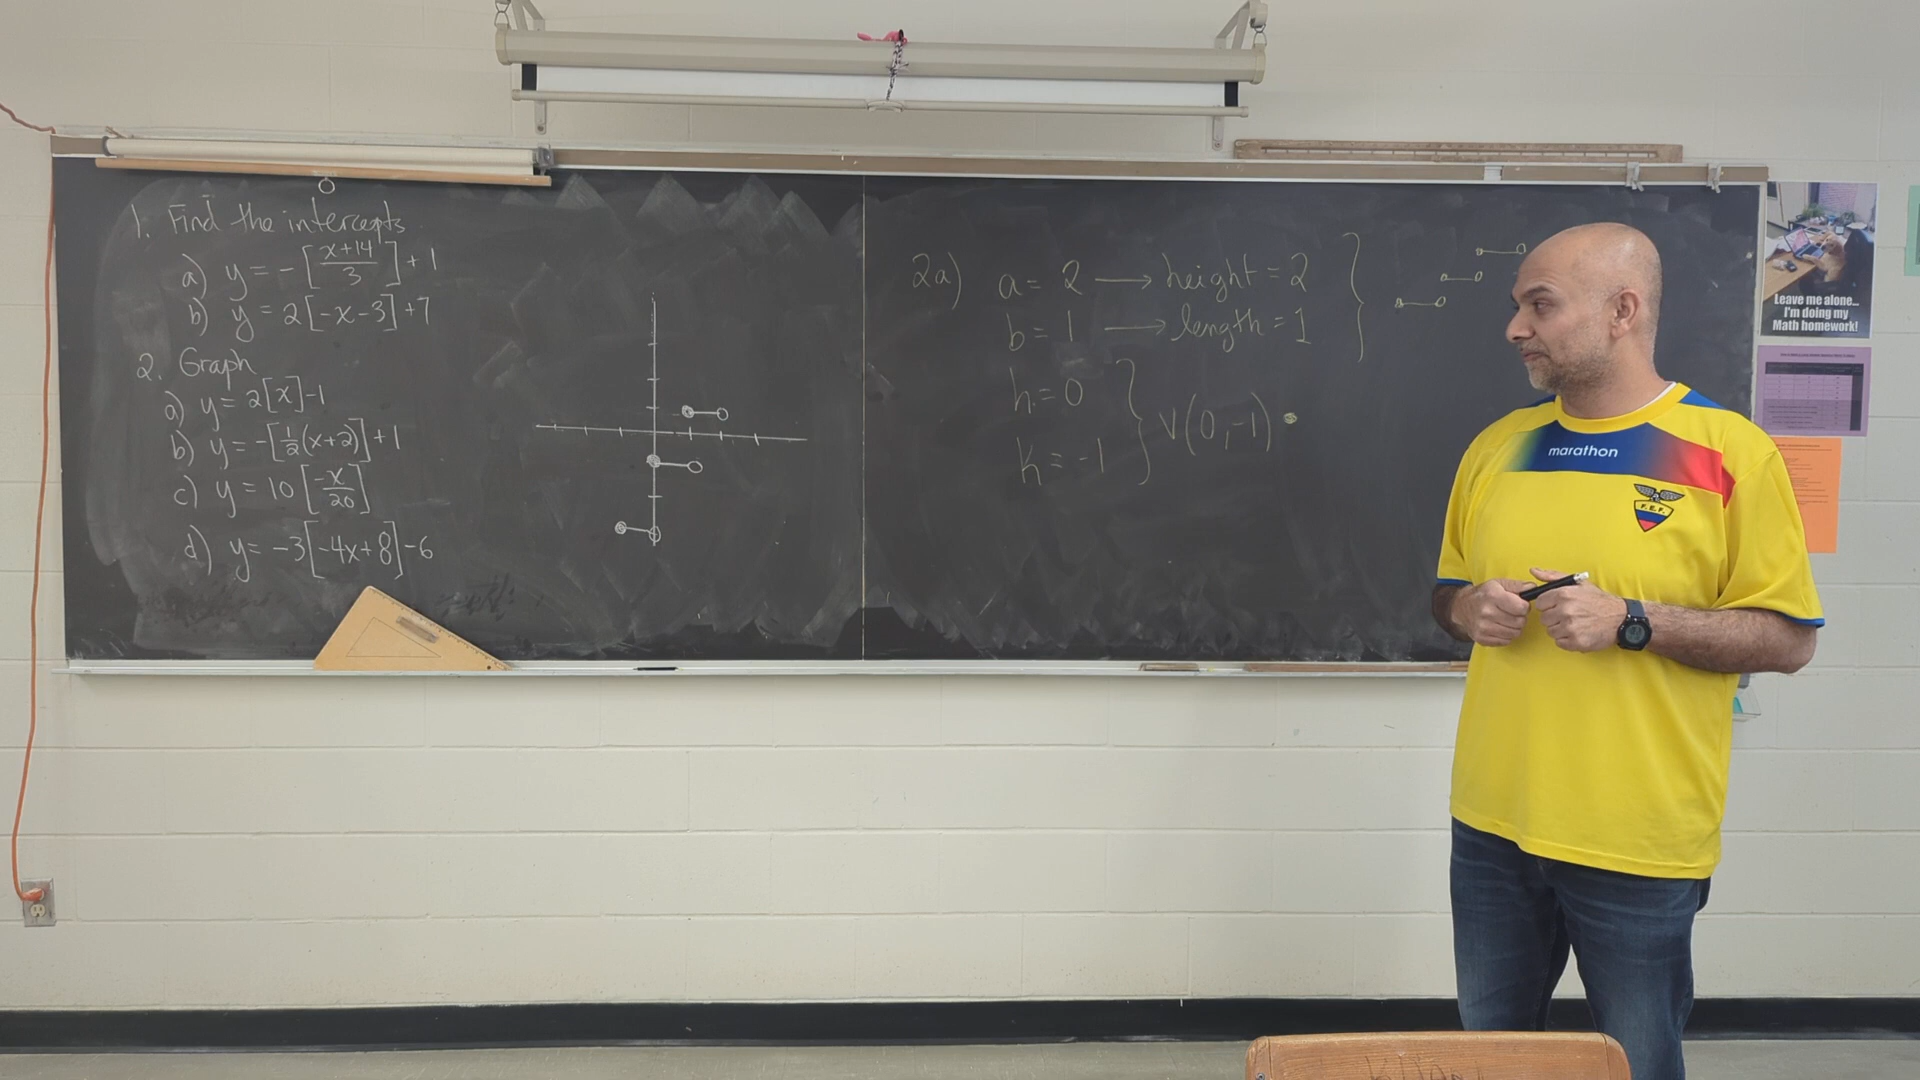 1. Find the intercepts
a) y = -[x+14/3] + 1
b) y = 2[-x-3] + 7
2. Graph
a) y = 2[x]-1
b) y = -[1/2(x+2)] + 1
c) y = 10[-x/20]
d) y = -3[-4x+8]-6
2a) a = 2 → height = 2
b = 1 → length = 1
h = 0
k = -1
V(0,-1)
Leave me alone...
I'm doing my
Math homework!
marathon
F.E.F.